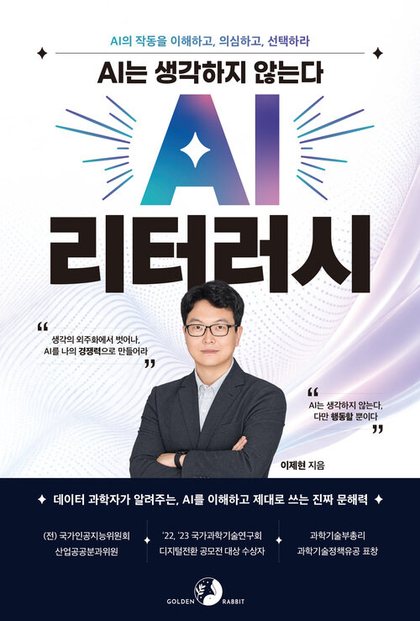 AI의 작동을 이해하고, 의심하고, 선택하라
AI는 생각하지 않는다
AI
리터러시
“
생각의 외주화에서 벗어나,
AI를 나의 경쟁력으로 만들어라
”
“
AI는 생각하지 않는다,
다만 행동할 뿐이다
”
이제현 지음
데이터 과학자가 알려주는, AI를 이해하고 제대로 쓰는 진짜 문해력
(전) 국가인공지능위원회
산업공공분과위원
’22, ’23 국가과학기술연구회
디지털전환 공모전 대상 수상자
과학기술부총리
과학기술정책유공 표창
GOLDEN RABBIT